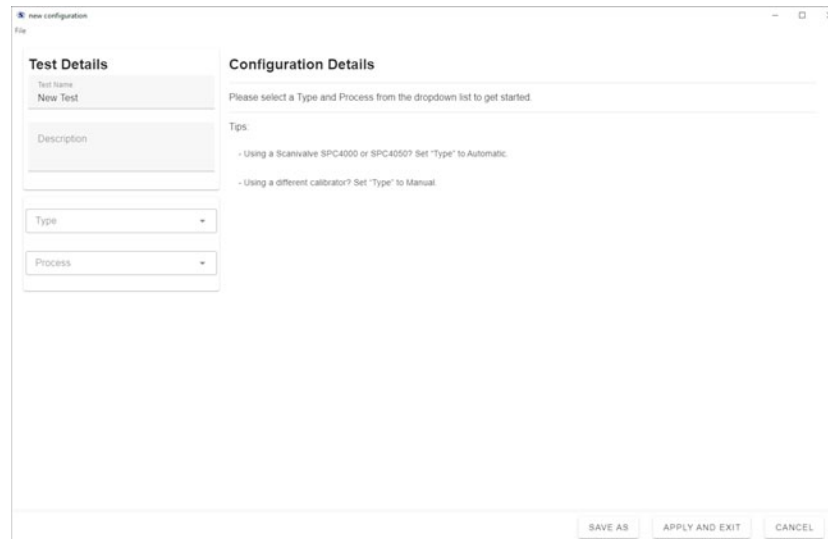 new configuration
File
Test Details
Test Name
New Test
Description
Type
Process
Configuration Details
Please select a Type and Process from the dropdown list to get started.
Tips:
- Using a Scanivalve SPC4000 or SPC4050? Set "Type" to Automatic.
- Using a different calibrator? Set "Type" to Manual.
SAVE AS
APPLY AND EXIT
CANCEL